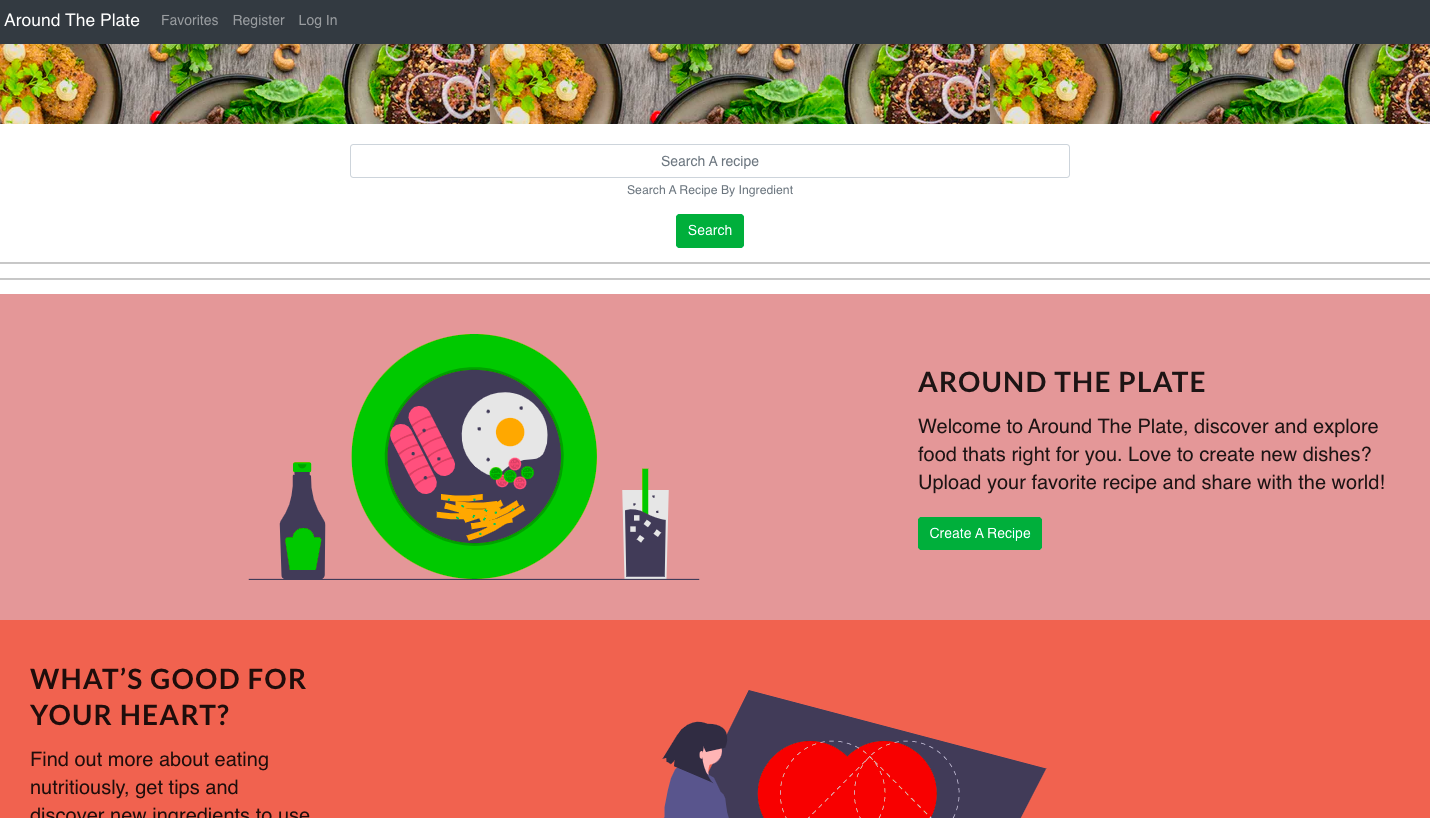 Around The Plate Favorites Register Log In
Search A recipe
Search A Recipe By Ingredient
Search
AROUND THE PLATE
Welcome to Around The Plate, discover and explore
food thats right for you. Love to create new dishes?
Upload your favorite recipe and share with the world!
Create A Recipe
WHAT’S GOOD FOR
YOUR HEART?
Find out more about eating
nutritiously, get tips and
discover new ingredients to use